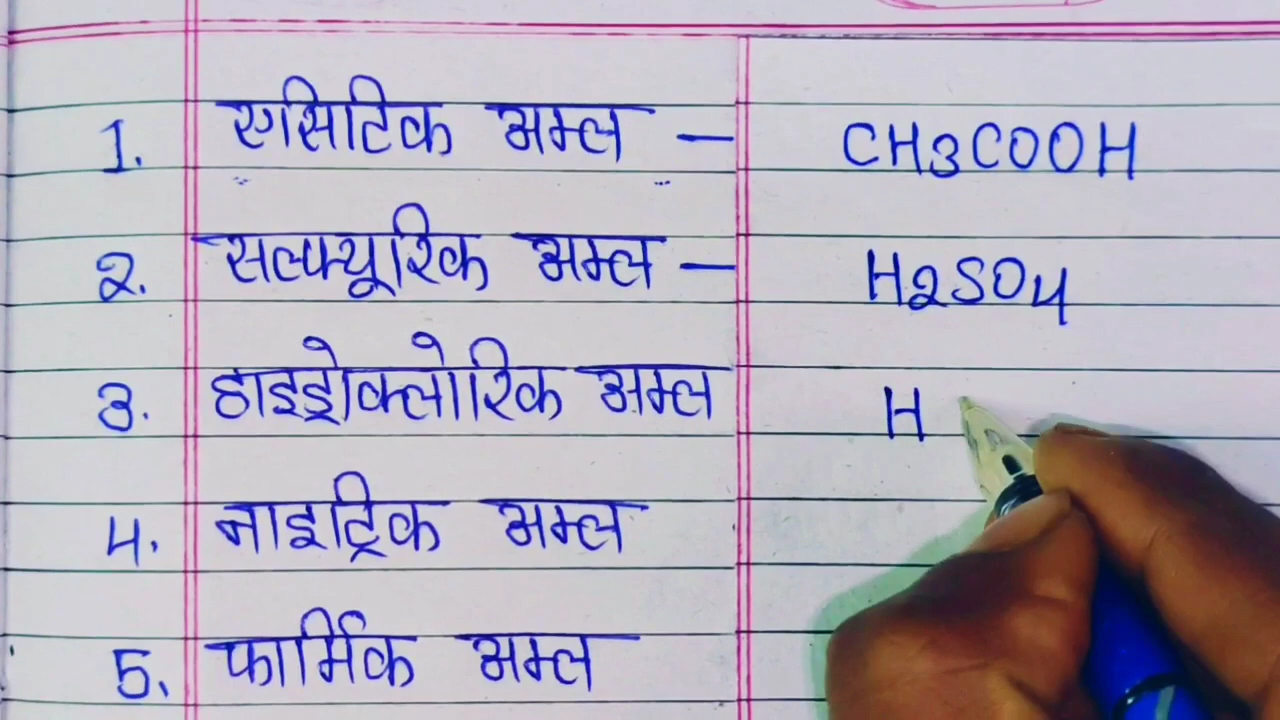 1. एसिटिक अम्ल — CH3COOH
2. सल्फ्यूरिक अम्ल — H2SO4
3. हाइड्रोक्लोरिक अम्ल H
4. नाइट्रिक अम्ल
5. फार्मिक अम्ल